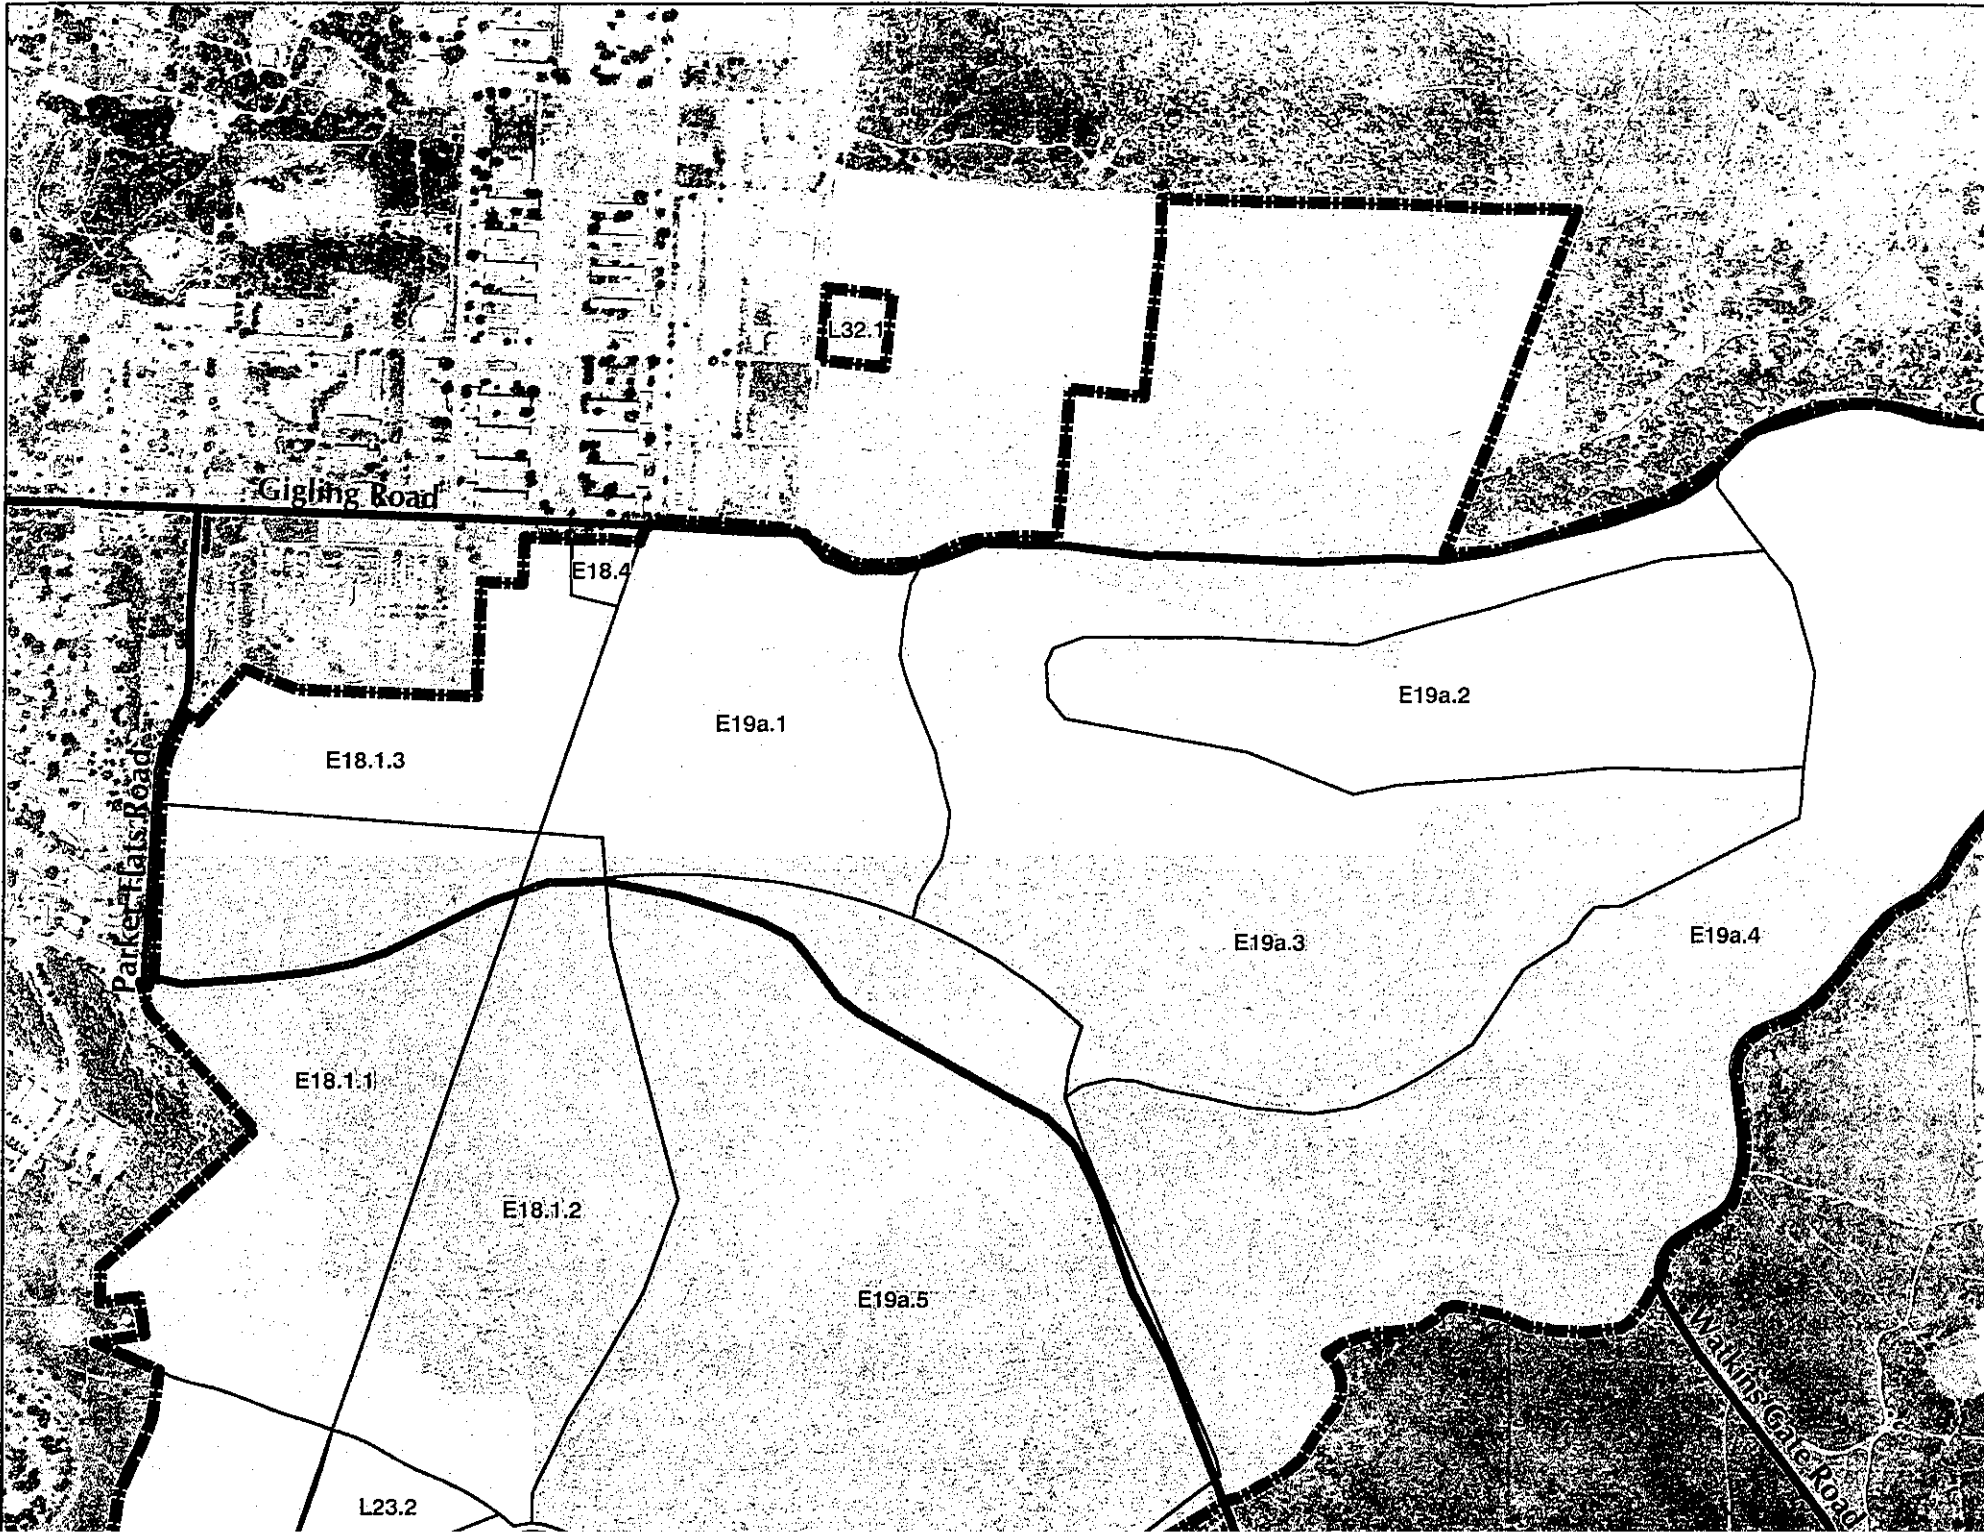 L32.1
Gigling Road
E18.4
E19a.2
E19a.1
E18.1.3
Parker Flats Road
E19a.3
E19a.4
E18.1.1
E18.1.2
E19a.5
Watkins Gate Road
L23.2